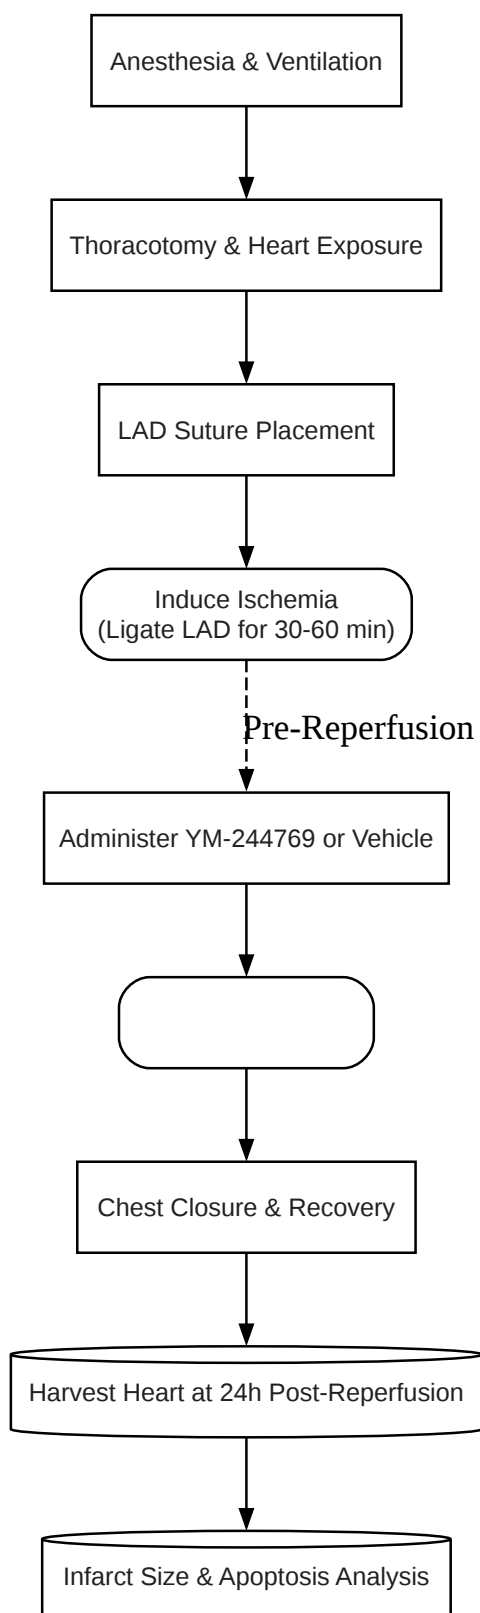 Anesthesia & Ventilation
Thoracotomy & Heart Exposure
LAD Suture Placement
Induce Ischemia
(Ligate LAD for 30-60 min)
Pre-Reperfusion
Administer YM-244769 or Vehicle
Chest Closure & Recovery
Harvest Heart at 24h Post-Reperfusion
Infarct Size & Apoptosis Analysis